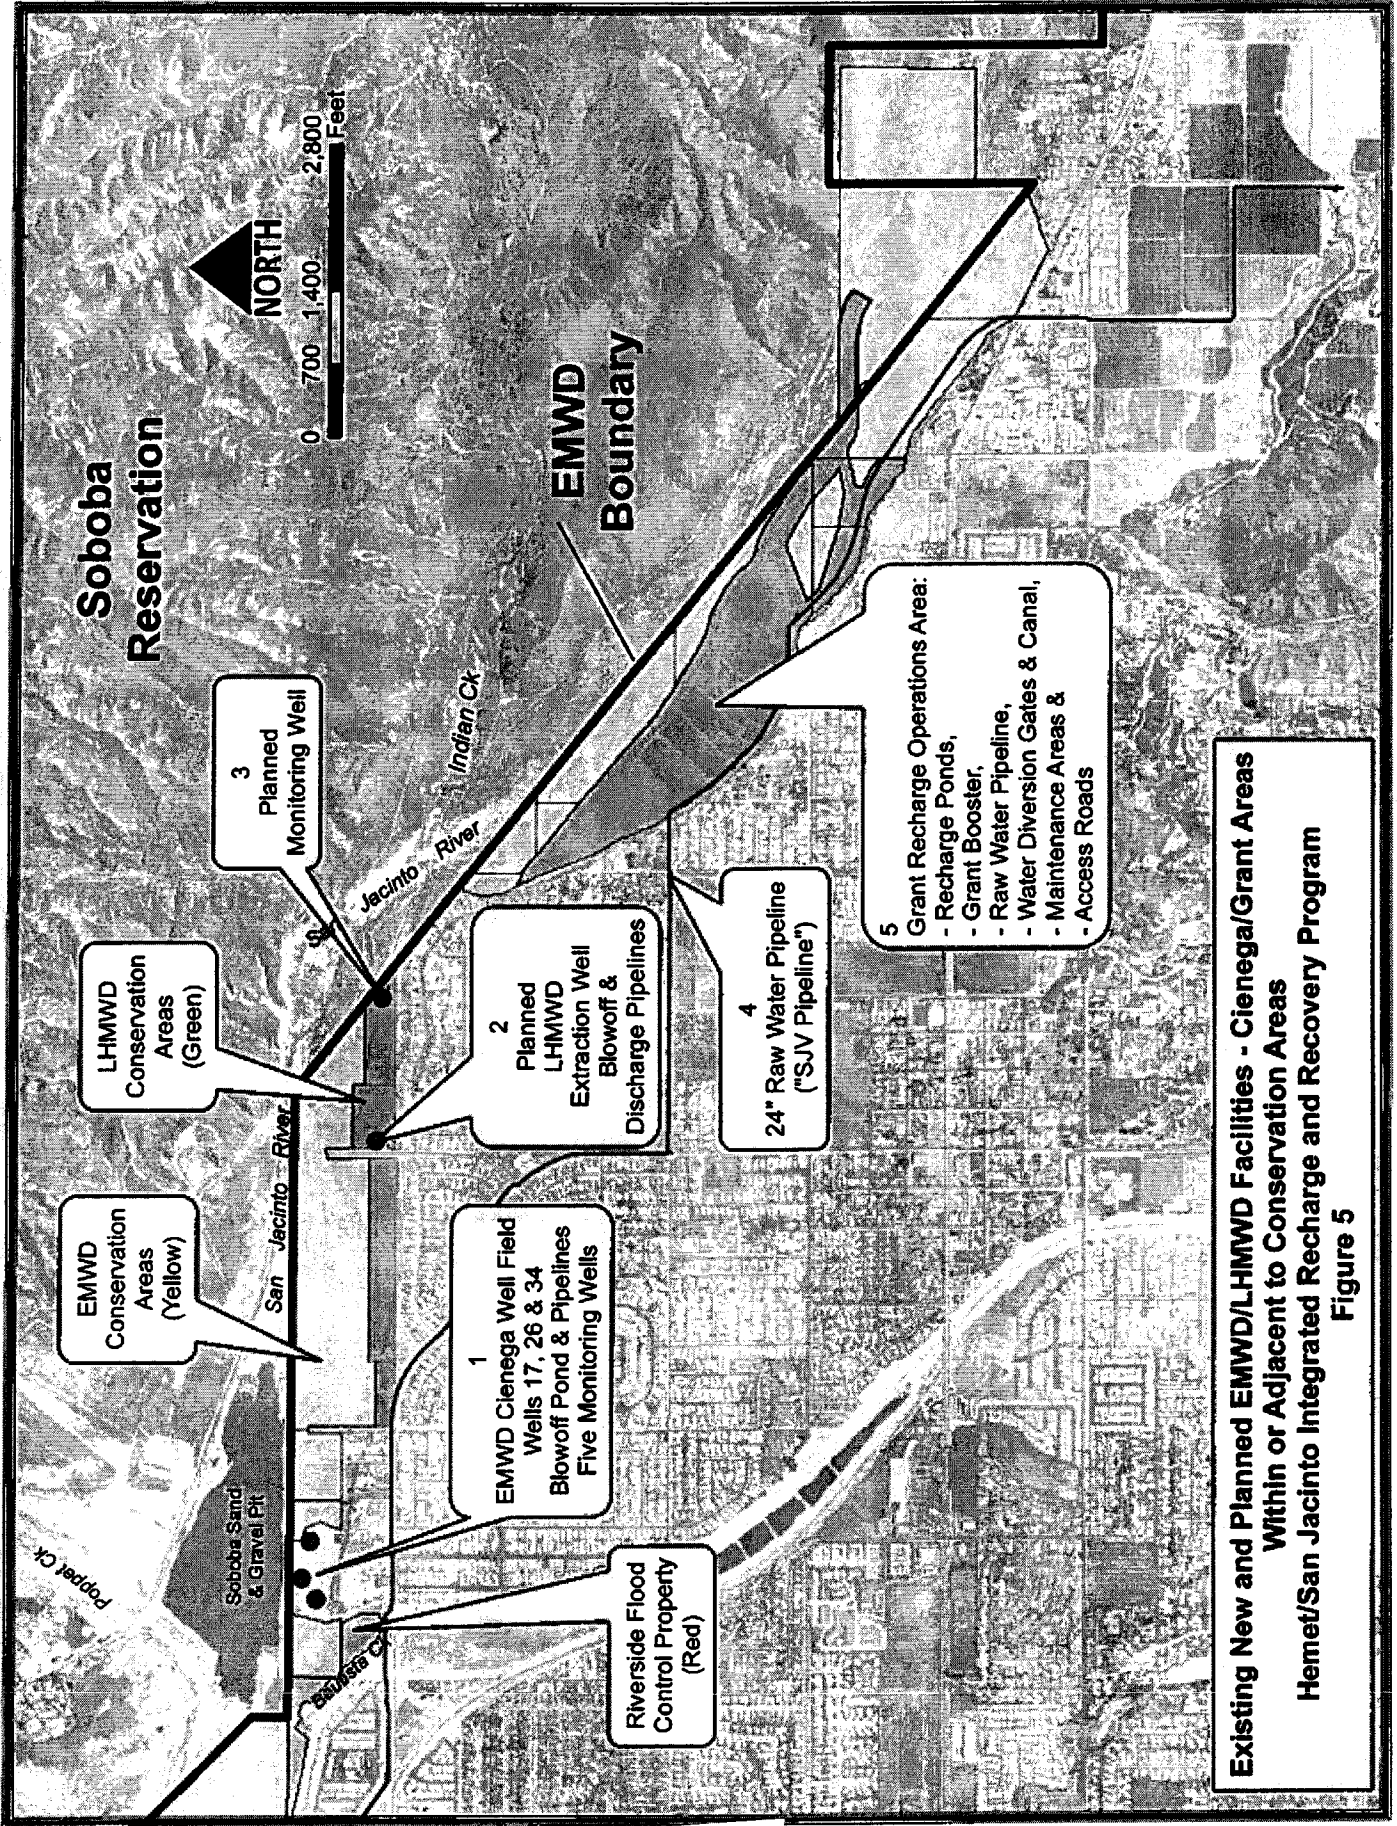 Soboba
Reservation
NORTH
0 700 1,400 2,800
Feet
EMWD
Boundary
3
Planned
Monitoring Well
LHMWD
Conservation
Areas
(Green)
EMWD
Conservation
Areas
(Yellow)
Poppet Ck
Soboba Sand
& Gravel Pit
San Jacinto River
Jacinto River
Indian Ck
Bautista Ck
1
EMWD Cienega Well Field
Wells 17, 26 & 34
Blowoff Pond & Pipelines
Five Monitoring Wells
2
Planned
LHMWD
Extraction Well
Blowoff &
Discharge Pipelines
Riverside Flood
Control Property
(Red)
4
24" Raw Water Pipeline
("SJV Pipeline")
5
Grant Recharge Operations Area:
- Recharge Ponds,
- Grant Booster,
- Raw Water Pipeline,
- Water Diversion Gates & Canal,
- Maintenance Areas &
- Access Roads
Existing New and Planned EMWD/LHMWD Facilities - Cienega/Grant Areas
Within or Adjacent to Conservation Areas
Hemet/San Jacinto Integrated Recharge and Recovery Program
Figure 5